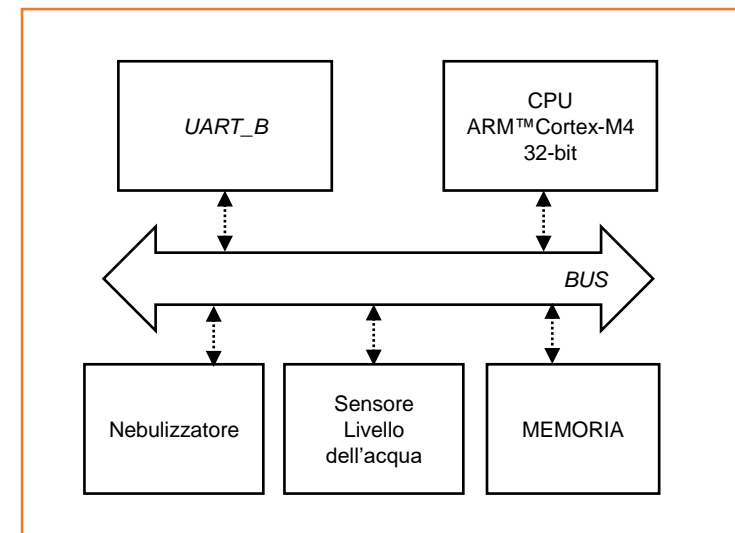 UART_B
CPU
ARM™Cortex-M4
32-bit
BUS
Nebulizzatore
Sensore
Livello
dell’acqua
MEMORIA